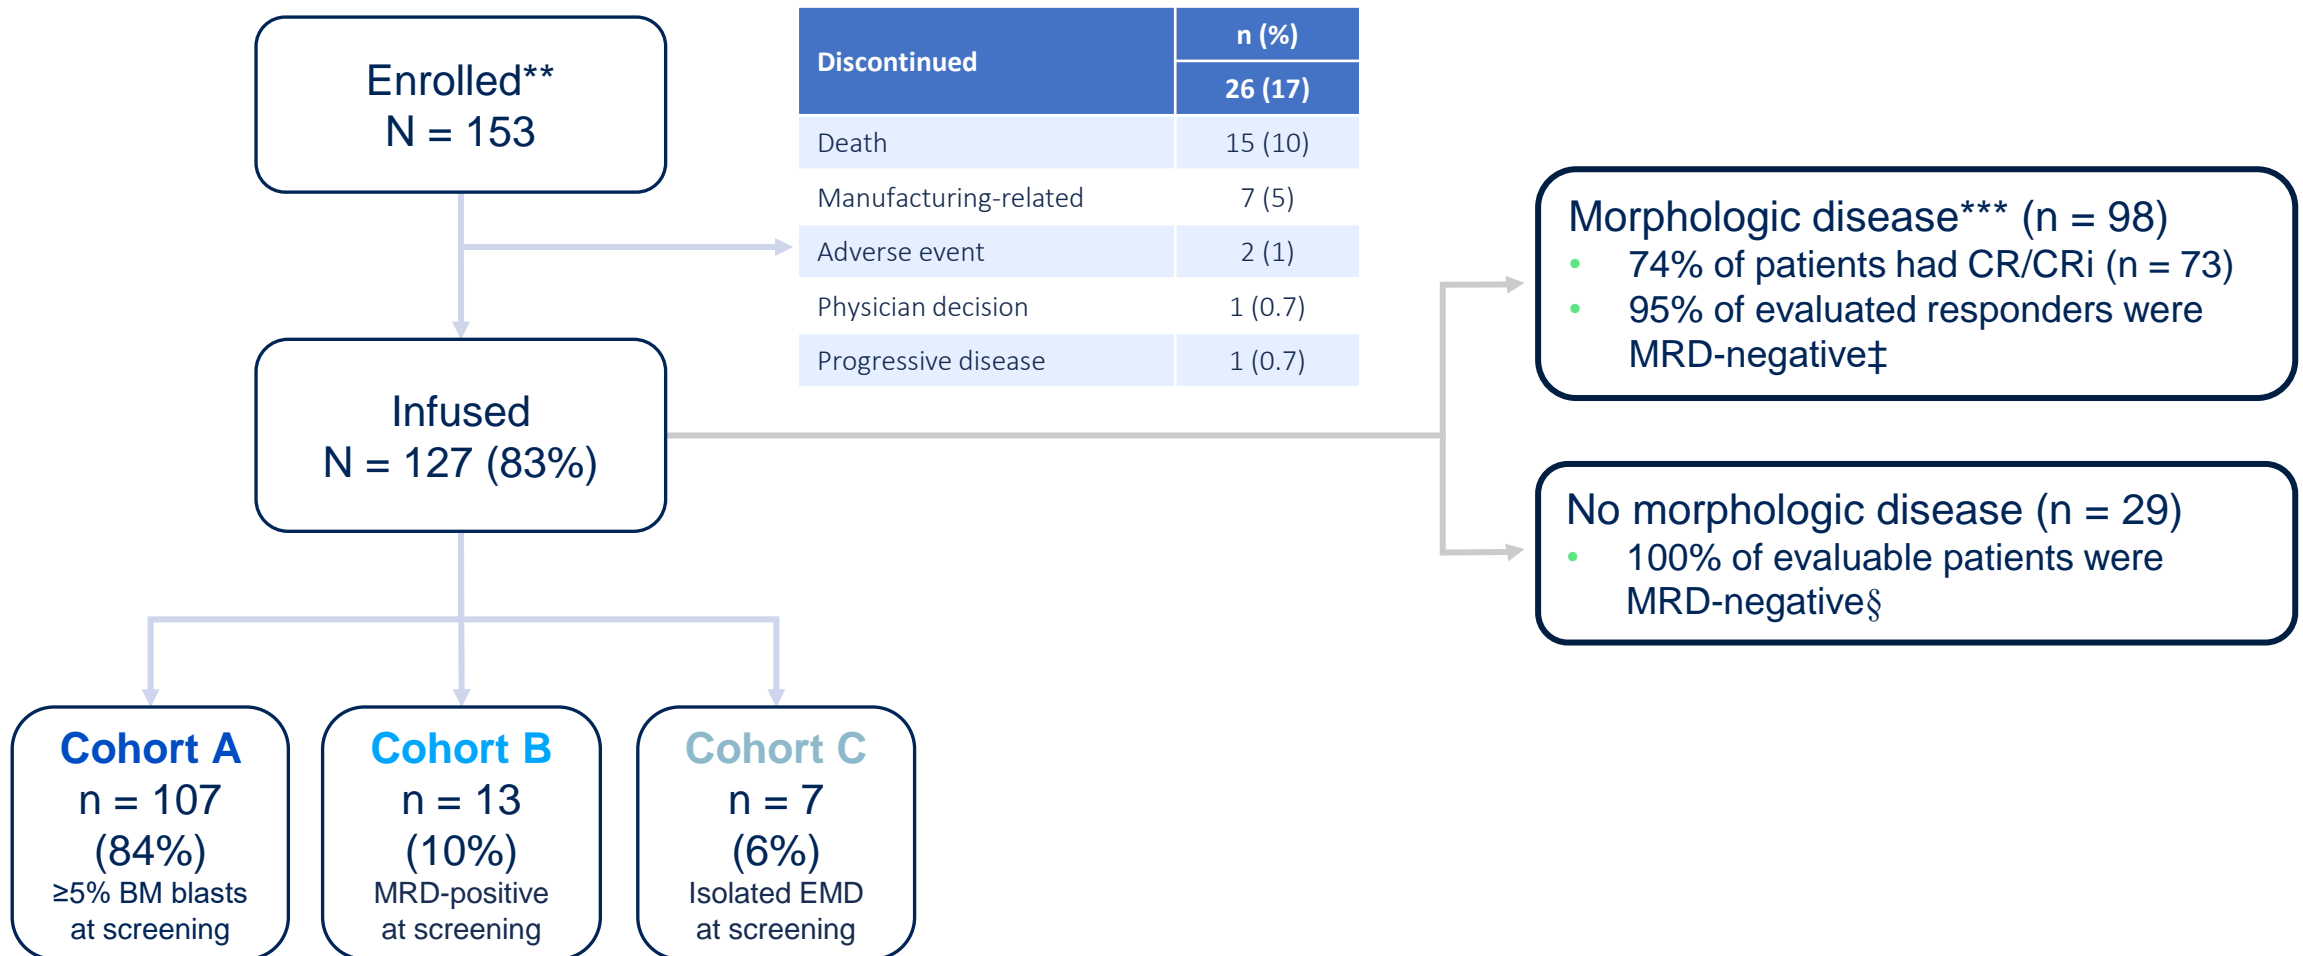 Enrolled**
N = 153
Discontinued
n (%)
26 (17)
Death
15 (10)
Manufacturing-related
7 (5)
Adverse event
2 (1)
Physician decision
1 (0.7)
Progressive disease
1 (0.7)
Infused
N = 127 (83%)
Morphologic disease*** (n = 98)
• 74% of patients had CR/CRi (n = 73)
• 95% of evaluated responders were
MRD-negative‡
No morphologic disease (n = 29)
• 100% of evaluable patients were
MRD-negative§
Cohort A
n = 107
(84%)
≥5% BM blasts
at screening
Cohort B
n = 13
(10%)
MRD-positive
at screening
Cohort C
n = 7
(6%)
Isolated EMD
at screening